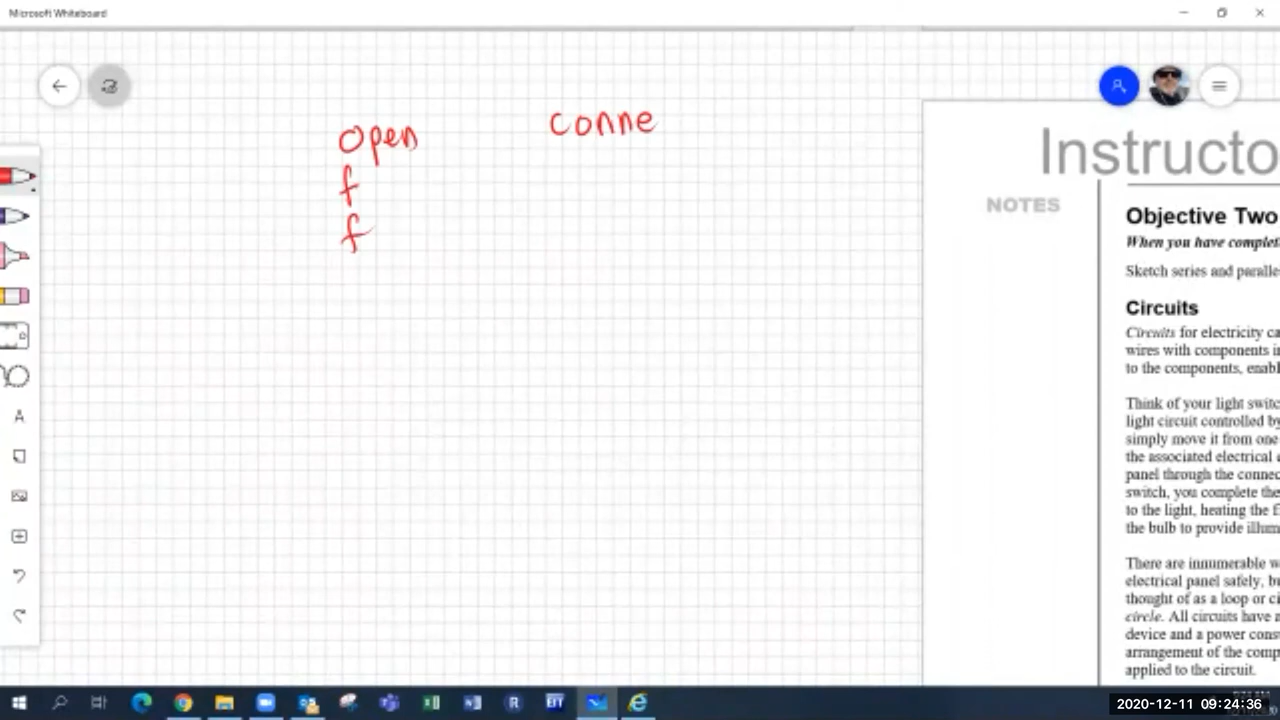 Microsoft Whiteboard
open
conne
f
f
Instructo
NOTES
Objective Two
When you have complet
Sketch series and paralle
Circuits
Circuits for electricity ca
wires with components i
to the components, enabl
Think of your light switc
light circuit controlled by
simply move it from one
the associated electrical e
panel through the connec
switch, you complete the
to the light, heating the f
the bulb to provide illum
There are innumerable w
electrical panel safely, bu
thought of as a loop or ci
circle. All circuits have a
device and a power cons
arrangement of the comp
applied to the circuit.
2020-12-11 09:24:36